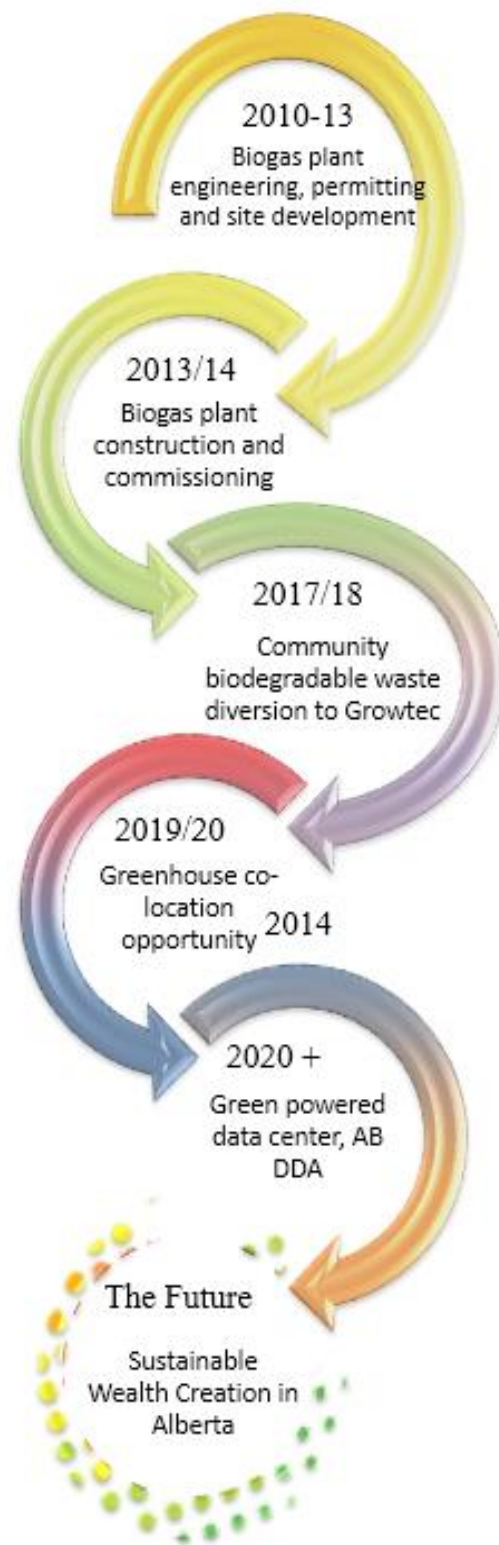 2010-13
Biogas plant
engineering, permitting
and site development
2013/14
Biogas plant
construction and
commissioning
2017/18
Community
biodegradable waste
diversion to Growtec
2019/20
Greenhouse co-
location
opportunity 2014
2020 +
Green powered
data center, AB
DDA
The Future
Sustainable
Wealth Creation in
Alberta